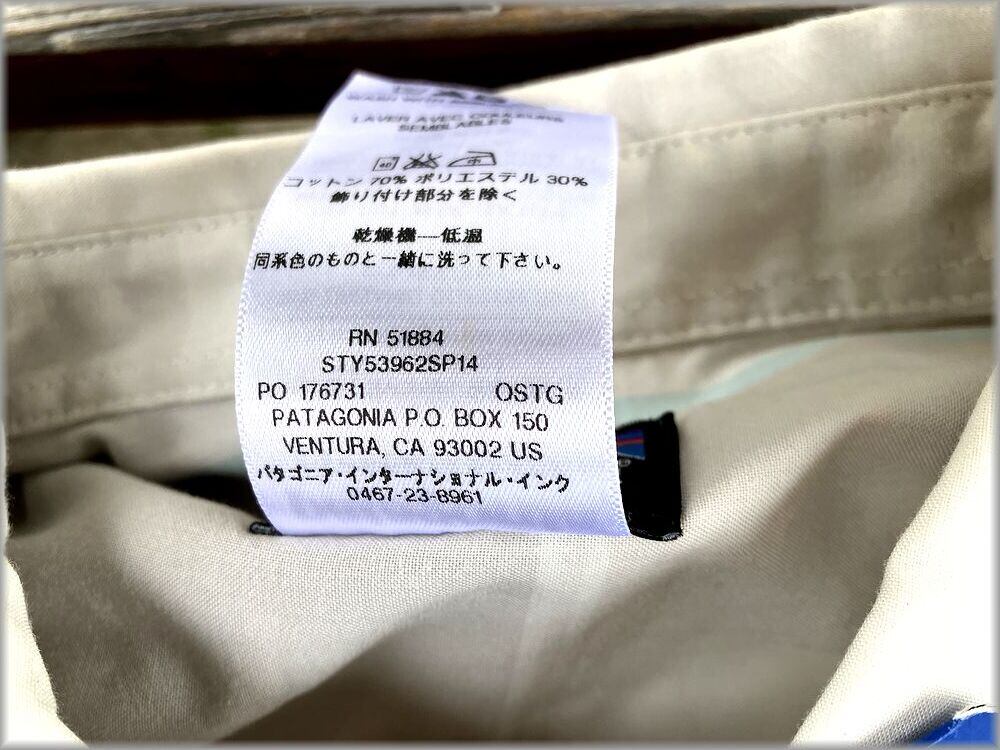 LAVER AVEC COULEURS
SEMBLABLES
40
コットン 70% ポリエステル 30%
飾り付け部分を除く
乾燥機―低温
同系色のものと一緒に洗って下さい。
RN 51884
STY53962SP14
PO 176731 OSTG
PATAGONIA P.O. BOX 150
VENTURA, CA 93002 US
パタゴニア・インターナショナル・インク
0467-23-8961